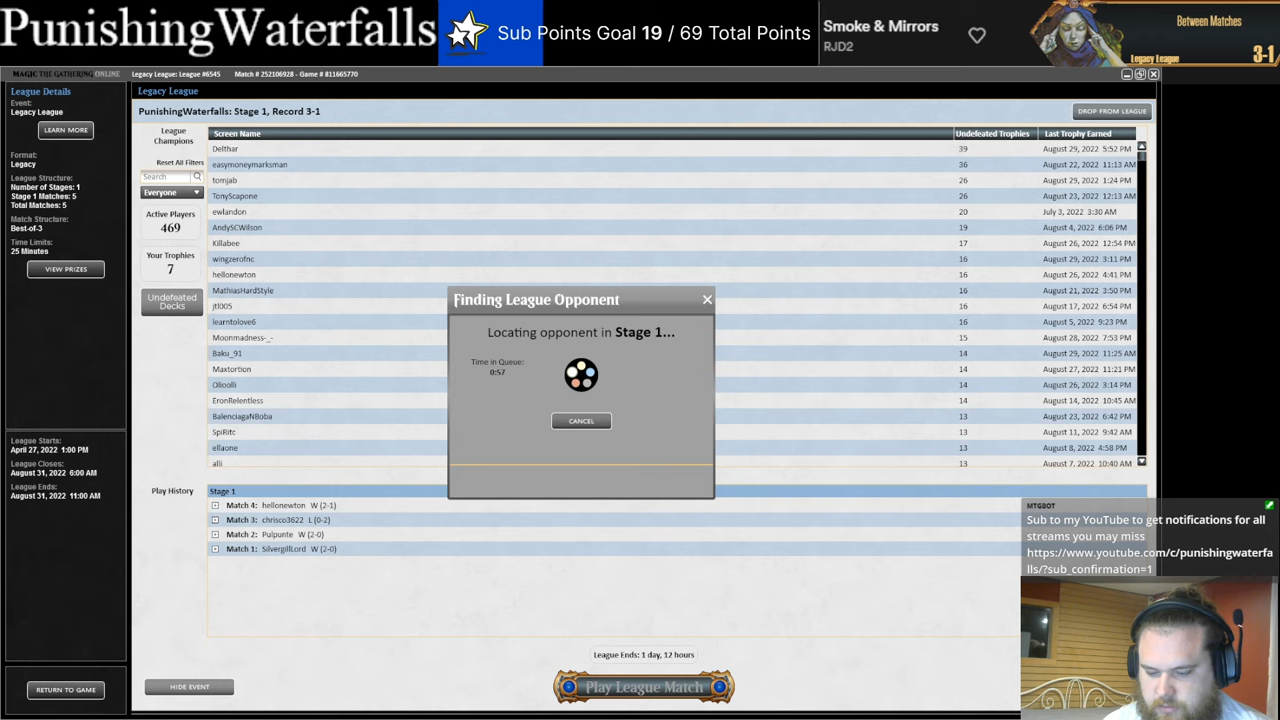 PunishingWaterfalls
Sub Points Goal 19 / 69 Total Points
Smoke & Mirrors
RJD2
Between Matches
Legacy League
3-1
MAGIC THE GATHERING ONLINE
Legacy League: League #6545 Match # 252106928 - Game # 811665770
League Details
Event:
Legacy League
LEARN MORE
Format:
Legacy
League Structure:
Number of Stages: 1
Stage 1 Matches: 5
Total Matches: 5
Match Structure:
Best-of-3
Time Limits:
25 Minutes
VIEW PRIZES
League Starts:
April 27, 2022 1:00 PM
League Closes:
August 31, 2022 6:00 AM
League Ends:
August 31, 2022 11:00 AM
RETURN TO GAME
Legacy League
PunishingWaterfalls: Stage 1, Record 3-1
DROP FROM LEAGUE
League
Champions
Reset All Filters
Search
Everyone
Active Players
469
Your Trophies
7
Undefeated
Decks
Screen Name Undefeated Trophies Last Trophy Earned
Delthar 39 August 29, 2022 5:52 PM
easymoneymarksman 36 August 22, 2022 11:13 AM
tomjab 26 August 29, 2022 1:24 PM
TonyScapone 26 August 23, 2022 12:13 AM
ewlandon 20 July 3, 2022 3:30 AM
AndySCWilson 19 August 4, 2022 6:06 PM
Killabee 17 August 26, 2022 12:54 PM
wingzerofnc 16 August 29, 2022 3:11 PM
hellonewton 16 August 26, 2022 4:41 PM
MathiasHardStyle 16 August 21, 2022 3:50 PM
jtl005 16 August 17, 2022 6:54 PM
learntolove6 16 August 5, 2022 9:23 PM
Moonmadness-_- 15 August 28, 2022 7:53 PM
Baku_91 14 August 29, 2022 11:25 AM
Maxtortion 14 August 27, 2022 11:21 PM
Olioolli 14 August 26, 2022 3:14 PM
EronRelentless 14 August 14, 2022 10:45 AM
BalenciagaNBoba 13 August 23, 2022 6:42 PM
SpiRitc 13 August 11, 2022 9:42 AM
ellaone 13 August 8, 2022 4:58 PM
alli 13 August 7, 2022 10:40 AM
Finding League Opponent
Locating opponent in Stage 1...
Time in Queue:
0:57
CANCEL
Play History
Stage 1
Match 4: hellonewton W (2-1)
Match 3: chrisco3622 L (0-2)
Match 2: Pulpunte W (2-0)
Match 1: SilvergillLord W (2-0)
League Ends: 1 day, 12 hours
HIDE EVENT
Play League Match
MTGBOT
Sub to my YouTube to get notifications for all
streams you may miss
https://www.youtube.com/c/punishingwaterfa
lls/?sub_confirmation=1